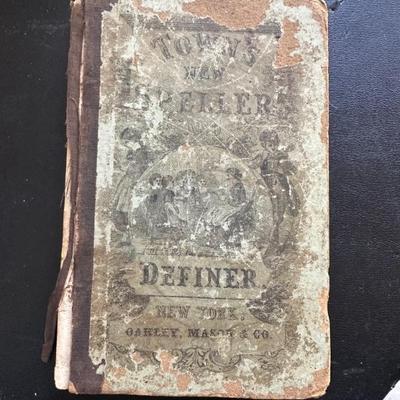 TOWN'S
NEW
SPELLER
DEFINER.
NEW YORK.
OAKLEY, MASON & CO.